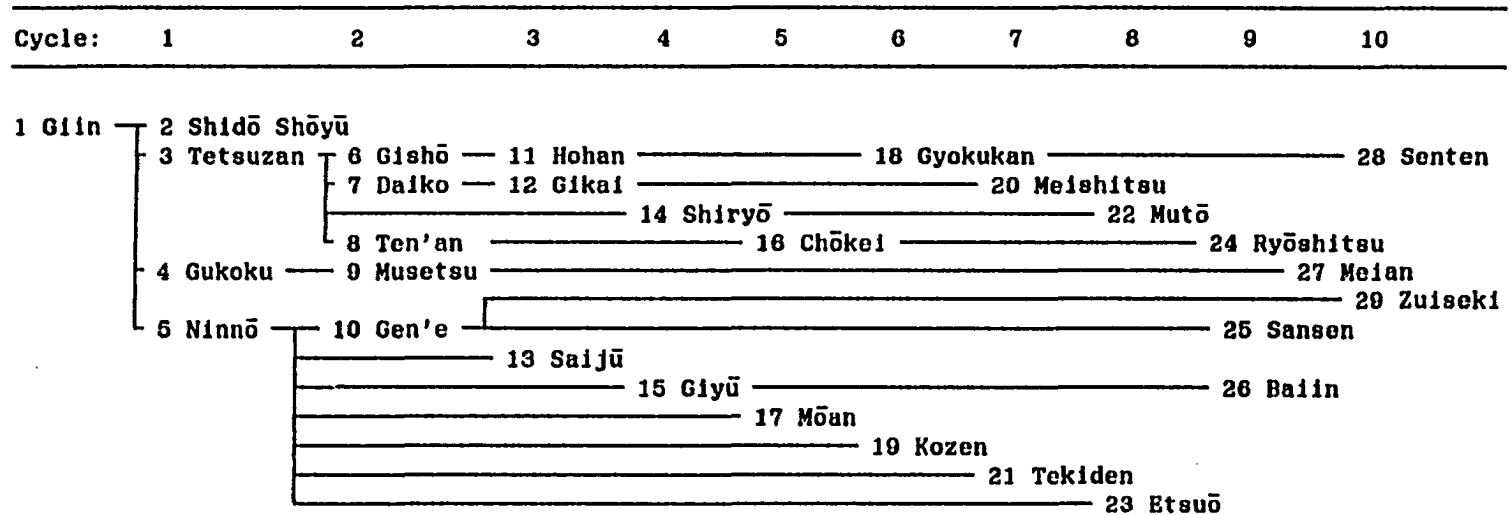 Cycle: 1 2 3 4 5 6 7 8 9 10
1 Giin 2 Shidō Shōyū
3 Tetsuzan 6 Gishō 11 Hohan 18 Gyokukan 28 Senten
7 Daiko 12 Gikai 20 Meishitsu
14 Shiryō 22 Mutō
8 Ten'an 16 Chōkei 24 Ryōshitsu
4 Gukoku 9 Musetsu 27 Meian
29 Zuiseki
5 Ninnō 10 Gen'e 25 Sansen
13 Saijū
15 Giyū 26 Baiin
17 Mōan
19 Kozen
21 Tekiden
23 Etsuō